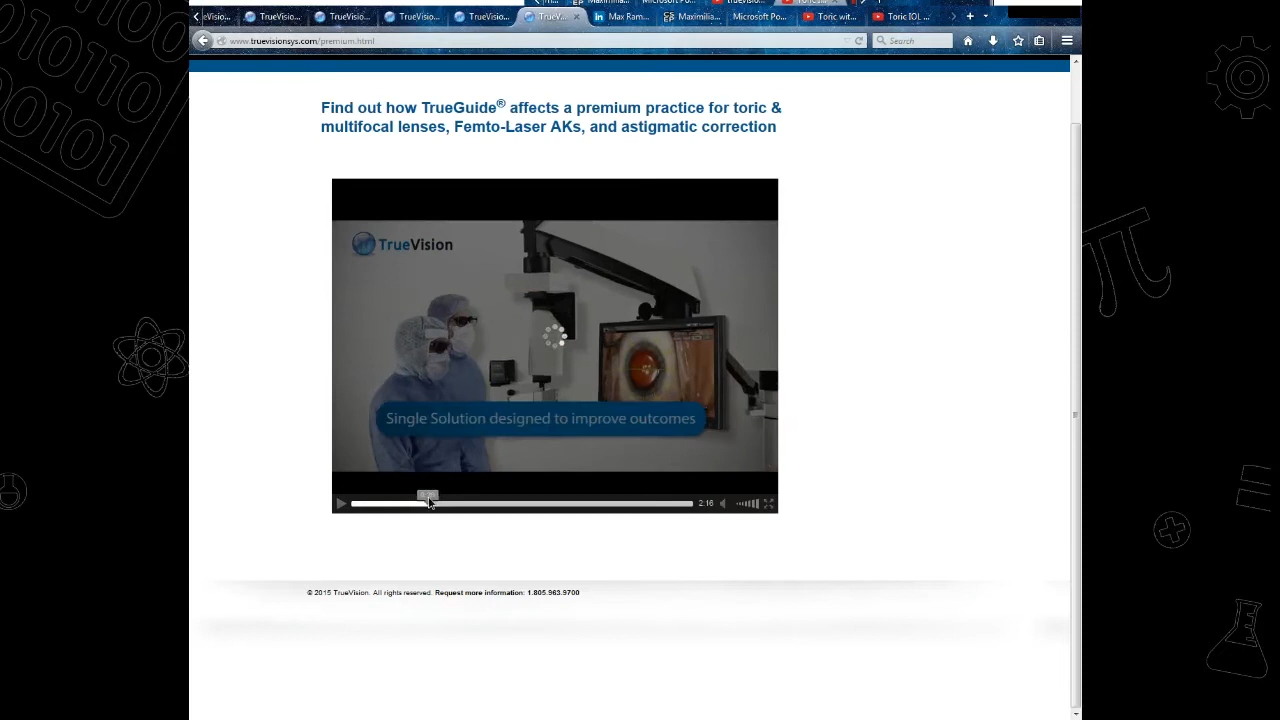 eVisio...
TrueVisio...
TrueVisio...
TrueVisio...
TrueVisio...
TrueV...
Max Ram...
Maximilia...
Microsoft Po...
Toric wit...
Toric IOL ...
www.truevisionsys.com/premium.html
Search
Find out how TrueGuide® affects a premium practice for toric &
multifocal lenses, Femto-Laser AKs, and astigmatic correction
TrueVision
Single Solution designed to improve outcomes
2:16
© 2015 TrueVision. All rights reserved. Request more information: 1.805.963.9700